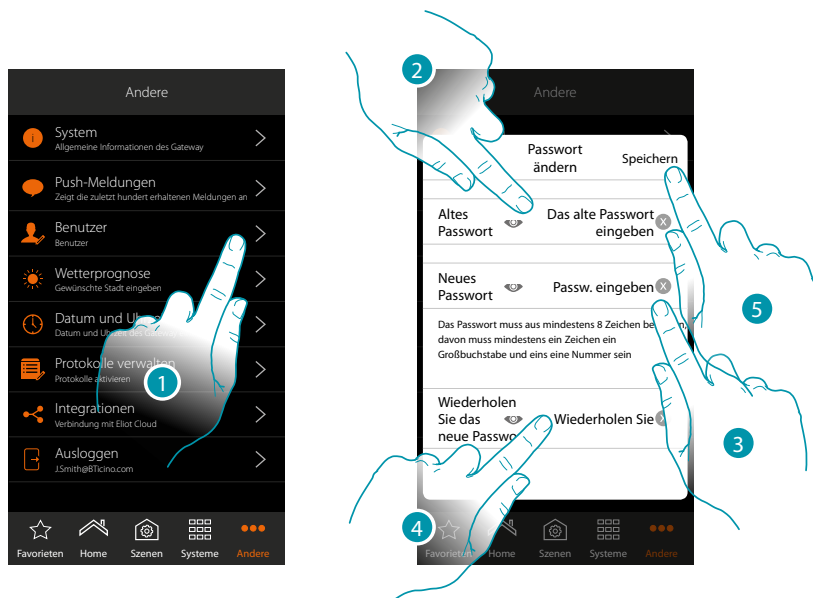 Andere
System
Allgemeine Informationen des Gateway
Push-Meldungen
Zeigt die zuletzt hundert erhaltenen Meldungen an
Benutzer
Benutzer
Wetterprognose
Gewünschte Stadt eingeben
Datum und Uh
Datum und Uhrzeit des Ga
Protokolle verwalten
Protokolle aktivieren
1
Integrationen
Verbindung mit Eliot Cloud
Ausloggen
J.Smith@BTicino.com
Favoriten
Home
Szenen
Systeme
Andere
2
Andere
Passwort
ändern
Speichern
Altes
Passwort
Das alte Passwort
eingeben
X
Neues
Passwort
Passw. eingeben
X
5
Das Passwort muss aus mindestens 8 Zeichen be
davon muss mindestens ein Zeichen ein
Großbuchstabe und eins eine Nummer sein
Wiederholen
Sie das
neue Passwo
Wiederholen Sie
3
4
Favoriten
Home
Szenen
Systeme
Andere